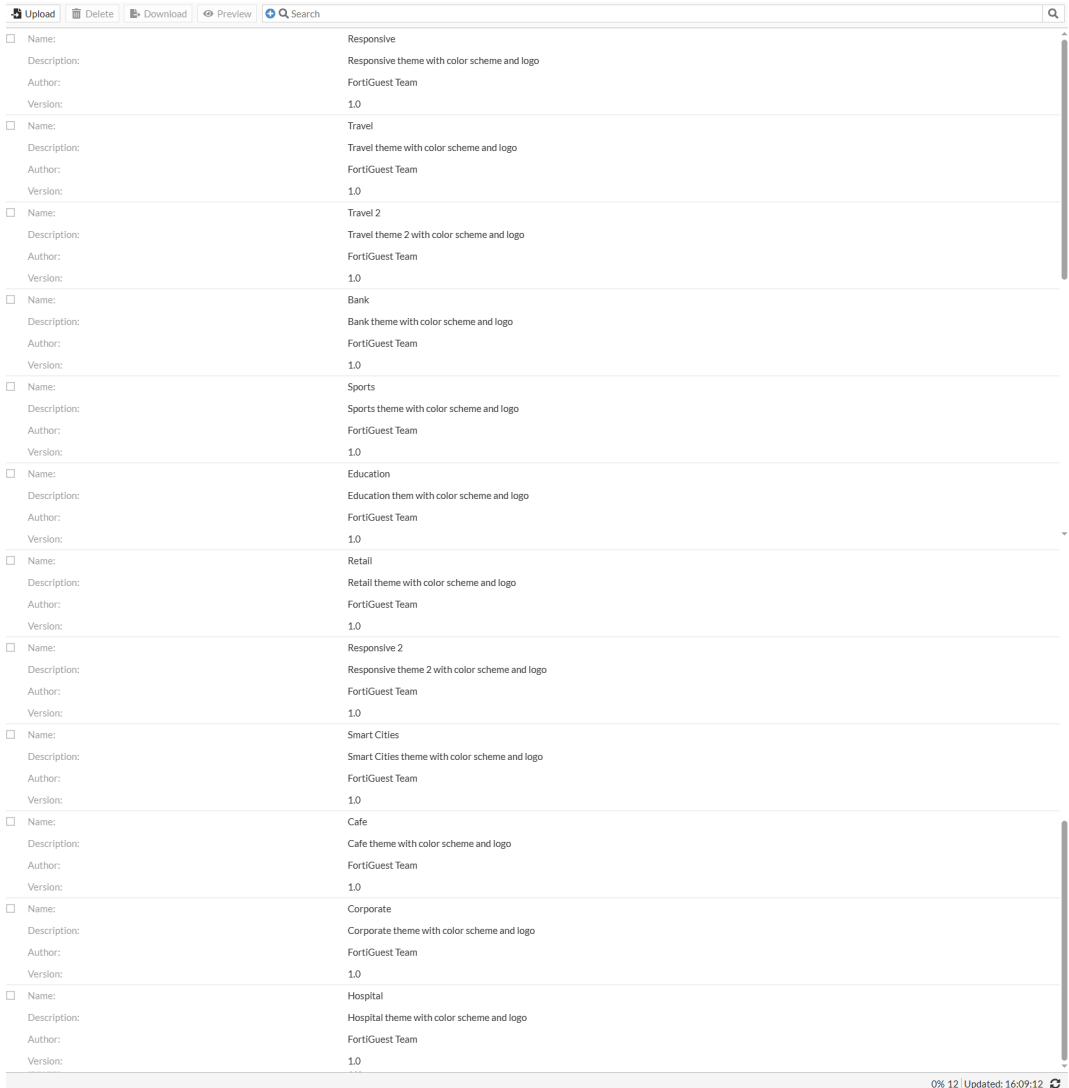 Upload Delete Download Preview Search
Name: Responsive
Description: Responsive theme with color scheme and logo
Author: FortiGuest Team
Version: 1.0
Name: Travel
Description: Travel theme with color scheme and logo
Author: FortiGuest Team
Version: 1.0
Name: Travel 2
Description: Travel theme 2 with color scheme and logo
Author: FortiGuest Team
Version: 1.0
Name: Bank
Description: Bank theme with color scheme and logo
Author: FortiGuest Team
Version: 1.0
Name: Sports
Description: Sports theme with color scheme and logo
Author: FortiGuest Team
Version: 1.0
Name: Education
Description: Education them with color scheme and logo
Author: FortiGuest Team
Version: 1.0
Name: Retail
Description: Retail theme with color scheme and logo
Author: FortiGuest Team
Version: 1.0
Name: Responsive 2
Description: Responsive theme 2 with color scheme and logo
Author: FortiGuest Team
Version: 1.0
Name: Smart Cities
Description: Smart Cities theme with color scheme and logo
Author: FortiGuest Team
Version: 1.0
Name: Cafe
Description: Cafe theme with color scheme and logo
Author: FortiGuest Team
Version: 1.0
Name: Corporate
Description: Corporate theme with color scheme and logo
Author: FortiGuest Team
Version: 1.0
Name: Hospital
Description: Hospital theme with color scheme and logo
Author: FortiGuest Team
Version: 1.0
0% 12 Updated: 16:09:12